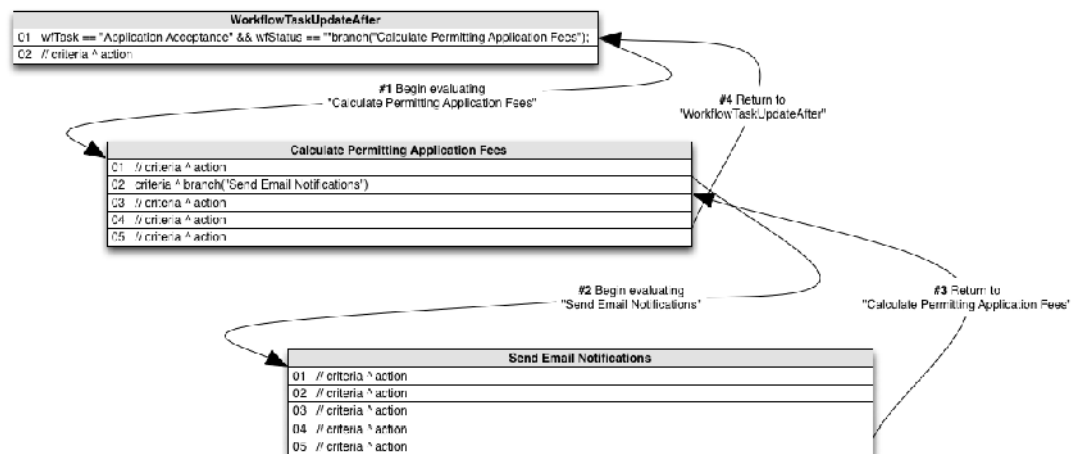 WorkflowTaskUpdateAfter
01 wfTask == "Application Acceptance" && wfStatus == ""branch("Calculate Permitting Application Fees");
02 // criteria ^ action
#1 Begin evaluating
"Calculate Permitting Application Fees"
#4 Return to
"WorkflowTaskUpdateAfter"
Calculate Permitting Application Fees
01 // criteria ^ action
02 criteria ^ branch("Send Email Notifications")
03 // criteria ^ action
04 // criteria ^ action
05 // criteria ^ action
#2 Begin evaluating
"Send Email Notifications"
#3 Return to
"Calculate Permitting Application Fees"
Send Email Notifications
01 // criteria ^ action
02 // criteria ^ action
03 // criteria ^ action
04 // criteria ^ action
05 // criteria ^ action